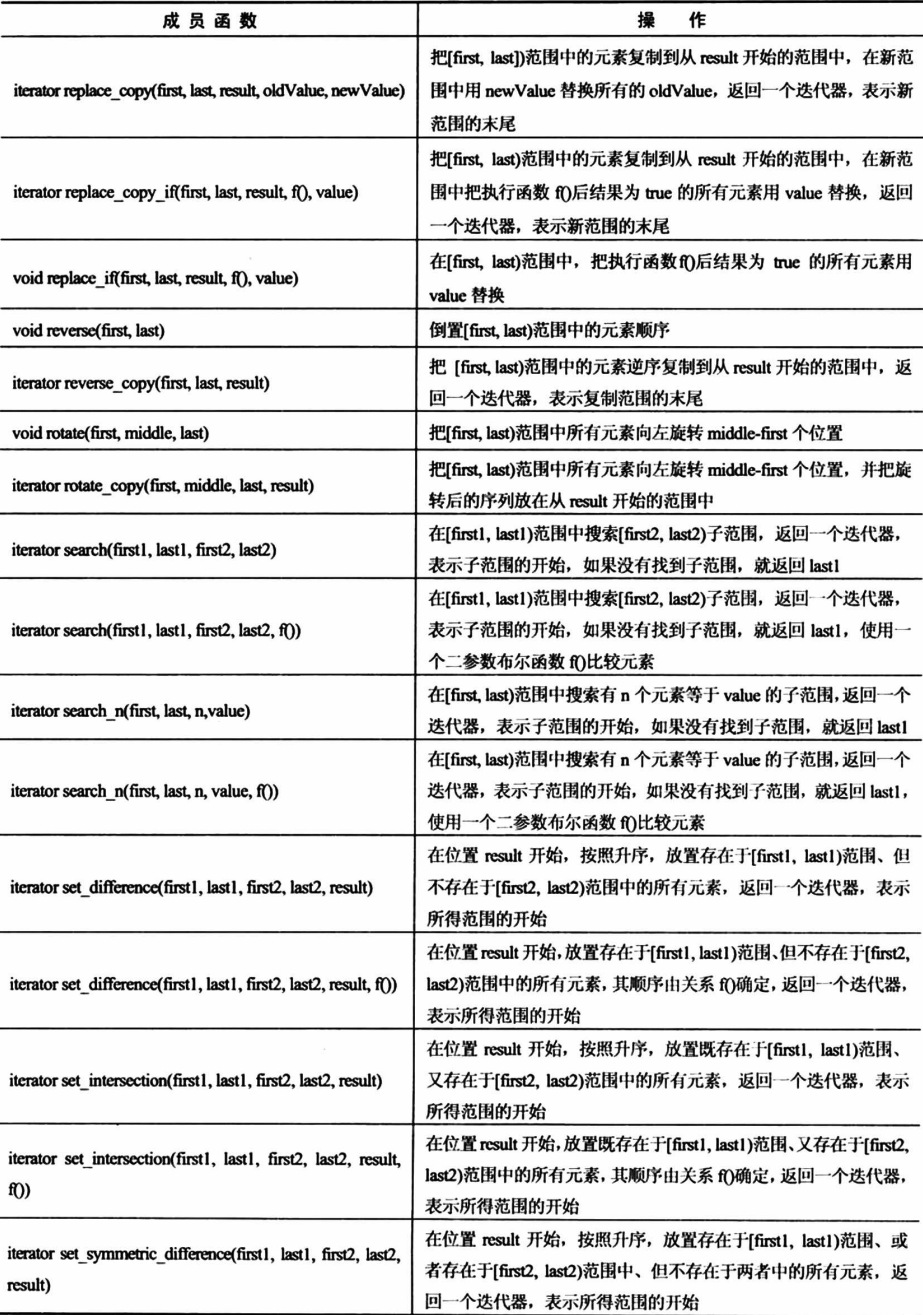 成 员 函 数
操 作
iterator replace_copy(first, last, result, oldValue, newValue)
把[first, last])范围中的元素复制到从 result 开始的范围中，在新范
围中用 newValue 替换所有的 oldValue，返回一个迭代器，表示新
范围的末尾
iterator replace_copy_if(first, last, result, f(), value)
把[first, last)范围中的元素复制到从 result 开始的范围中，在新范
围中把执行函数 f()后结果为 true 的所有元素用 value 替换，返回
一个迭代器，表示新范围的末尾
void replace_if(first, last, result, f(), value)
在[first, last)范围中，把执行函数f()后结果为 true 的所有元素用
value 替换
void reverse(first, last)
倒置[first, last)范围中的元素顺序
iterator reverse_copy(first, last, result)
把 [first, last)范围中的元素逆序复制到从 result 开始的范围中，返
回一个迭代器，表示复制范围的末尾
void rotate(first, middle, last)
把[first, last)范围中所有元素向左旋转 middle-first 个位置
iterator rotate_copy(first, middle, last, result)
把[first, last)范围中所有元素向左旋转 middle-first 个位置，并把旋
转后的序列放在从 result 开始的范围中
iterator search(first1, last1, first2, last2)
在[first1, last1)范围中搜索[first2, last2)子范围，返回一个迭代器，
表示子范围的开始，如果没有找到子范围，就返回 last1
iterator search(first1, last1, first2, last2, f())
在[first1, last1)范围中搜索[first2, last2)子范围，返回一个迭代器，
表示子范围的开始，如果没有找到子范围，就返回 last1，使用一
个二参数布尔函数 f()比较元素
iterator search_n(first, last, n,value)
在[first, last)范围中搜索有 n 个元素等于 value 的子范围，返回一个
迭代器，表示子范围的开始，如果没有找到子范围，就返回 last1
iterator search_n(first, last, n, value, f())
在[first, last)范围中搜索有 n 个元素等于 value 的子范围，返回一个
迭代器，表示子范围的开始，如果没有找到子范围，就返回 last1，
使用一个二参数布尔函数 f()比较元素
iterator set_difference(first1, last1, first2, last2, result)
在位置 result 开始，按照升序，放置存在于[first1, last1)范围、但
不存在于[first2, last2)范围中的所有元素，返回一个迭代器，表示
所得范围的开始
iterator set_difference(first1, last1, first2, last2, result, f())
在位置 result 开始，放置存在于[first1, last1)范围、但不存在于[first2,
last2)范围中的所有元素，其顺序由关系 f()确定，返回一个迭代器，
表示所得范围的开始
iterator set_intersection(first1, last1, first2, last2, result)
在位置 result 开始，按照升序，放置既存在于[first1, last1)范围、
又存在于[first2, last2)范围中的所有元素，返回一个迭代器，表示
所得范围的开始
iterator set_intersection(first1, last1, first2, last2, result,
f())
在位置 result 开始，放置既存在于[first1, last1)范围、又存在于[first2,
last2)范围中的所有元素，其顺序由关系 f()确定，返回一个迭代器，
表示所得范围的开始
iterator set_symmetric_difference(first1, last1, first2, last2,
result)
在位置 result 开始，按照升序，放置存在于[first1, last1)范围、或
者存在于[first2, last2)范围中、但不存在于两者中的所有元素，返
回一个迭代器，表示所得范围的开始